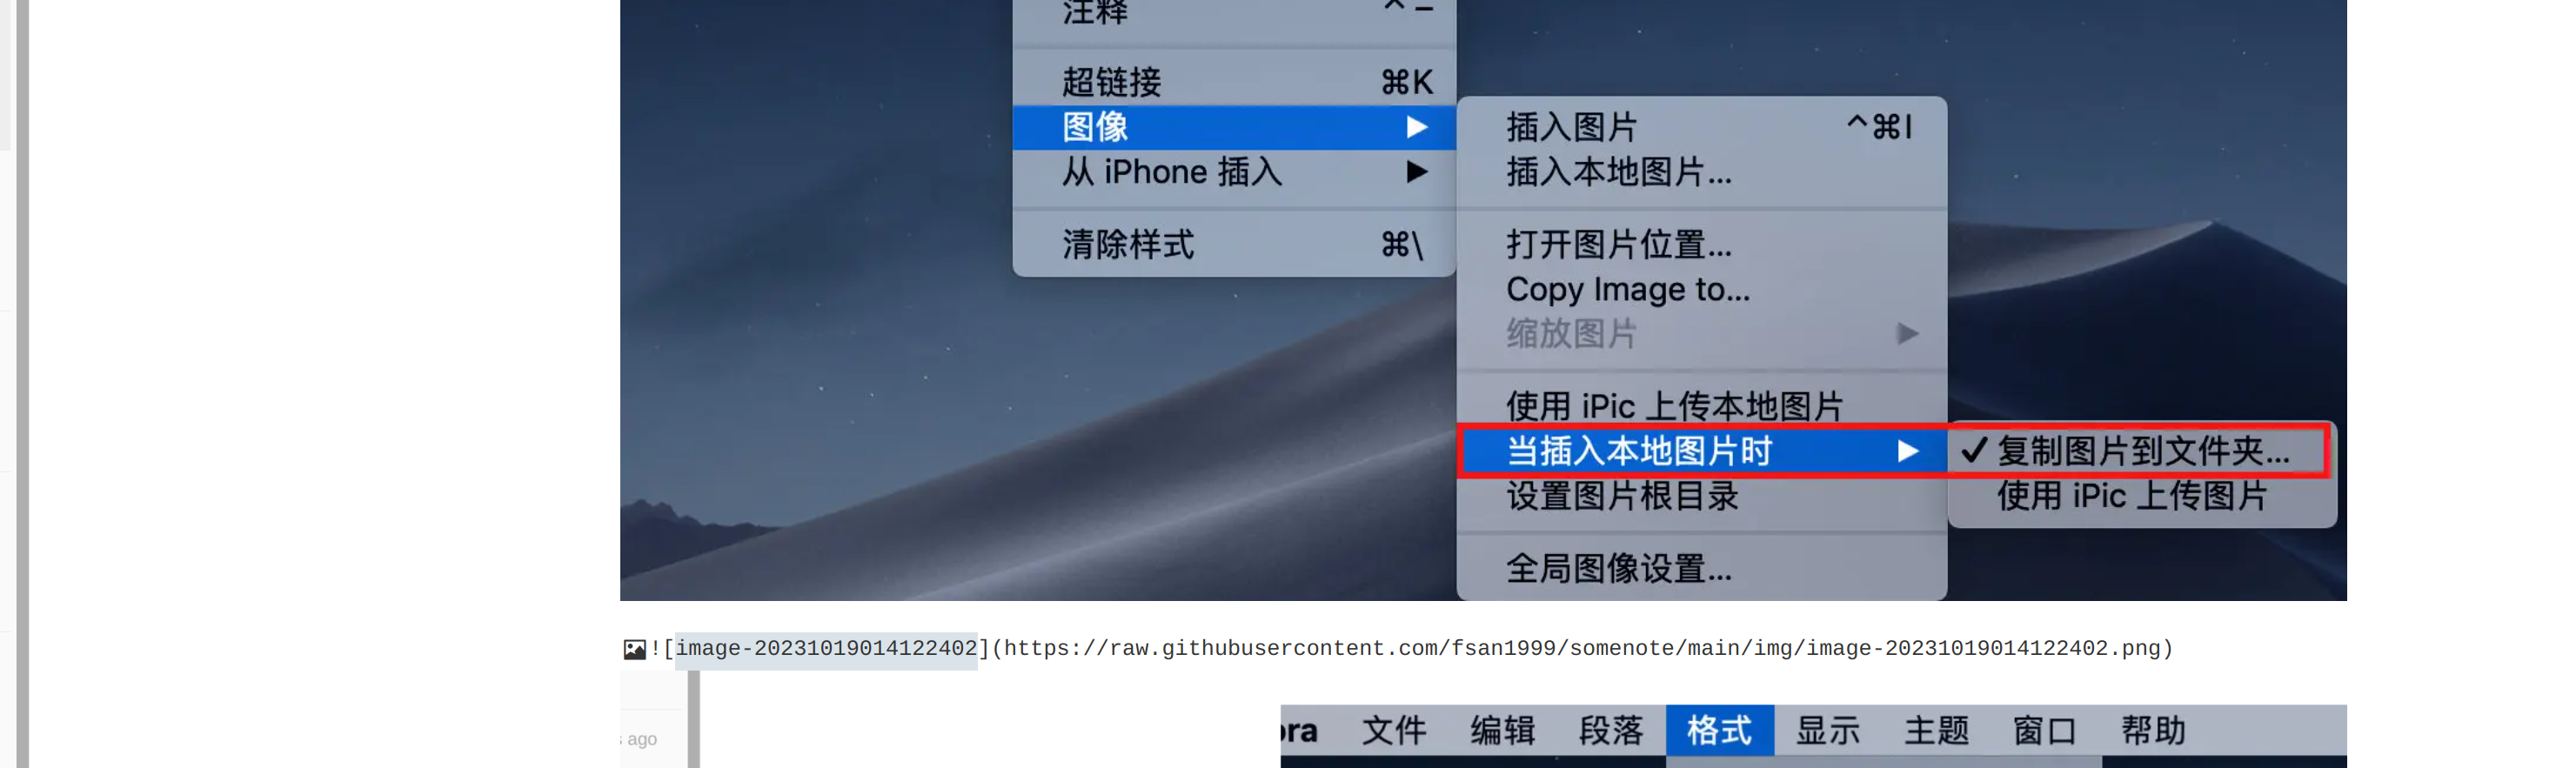 注释 ^ –
超链接 ⌘K
图像 ▶
从 iPhone 插入 ▶
清除样式 ⌘\
插入图片 ^⌘I
插入本地图片...
打开图片位置...
Copy Image to...
缩放图片 ▶
使用 iPic 上传本地图片
当插入本地图片时 ▶
设置图片根目录
全局图像设置...
✓ 复制图片到文件夹...
使用 iPic 上传图片
![image-20231019014122402](https://raw.githubusercontent.com/fsan1999/somenote/main/img/image-20231019014122402.png)
ago
ora 文件 编辑 段落 格式 显示 主题 窗口 帮助